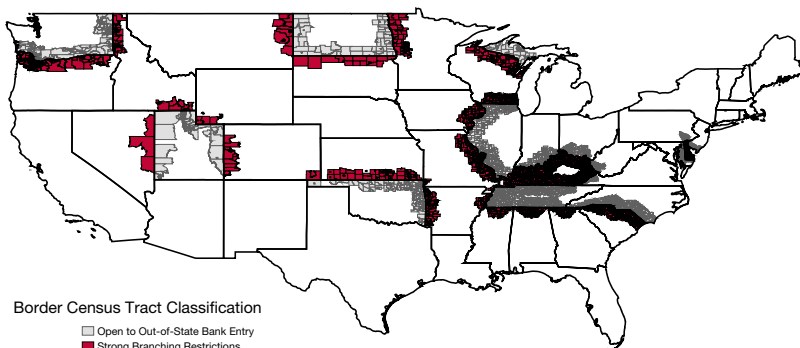 Border Census Tract Classification
Open to Out-of-State Bank Entry
Strong Branching Restrictions